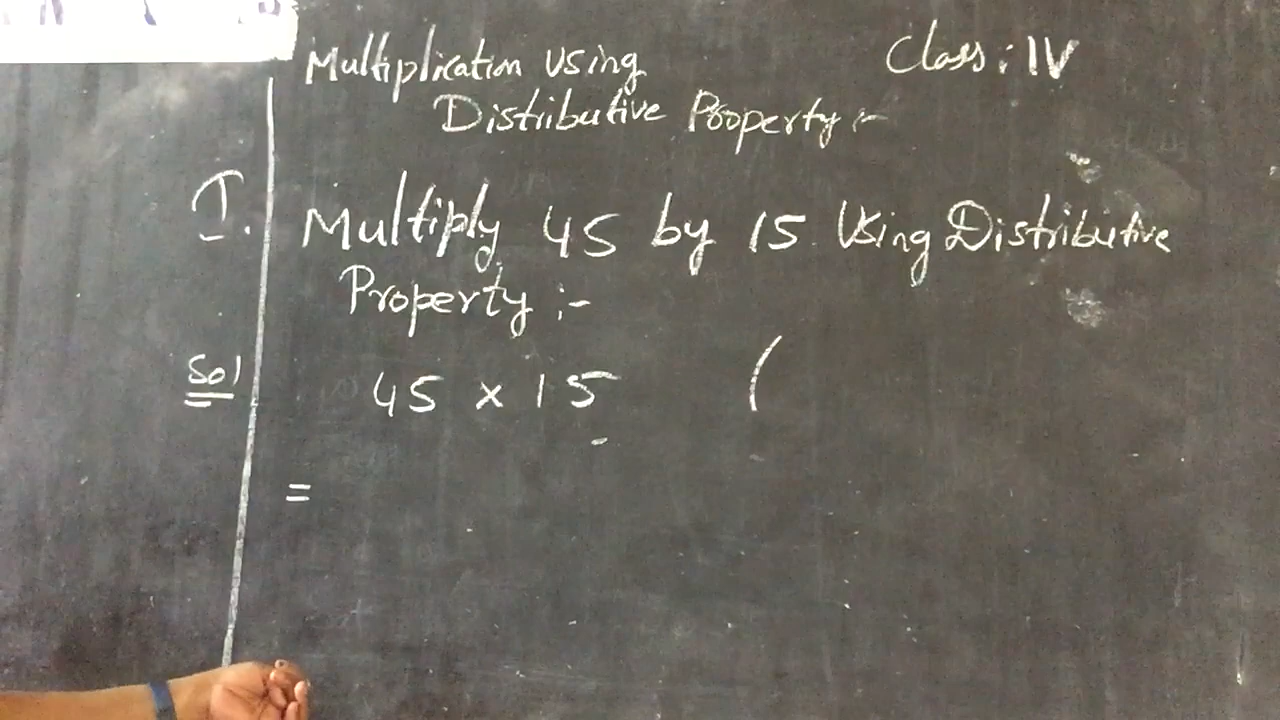 Multiplication Using
Class: IV
Distributive Property :-
I. Multiply 45 by 15 Using Distributive
Property :-
Sol 45 × 15 (
=